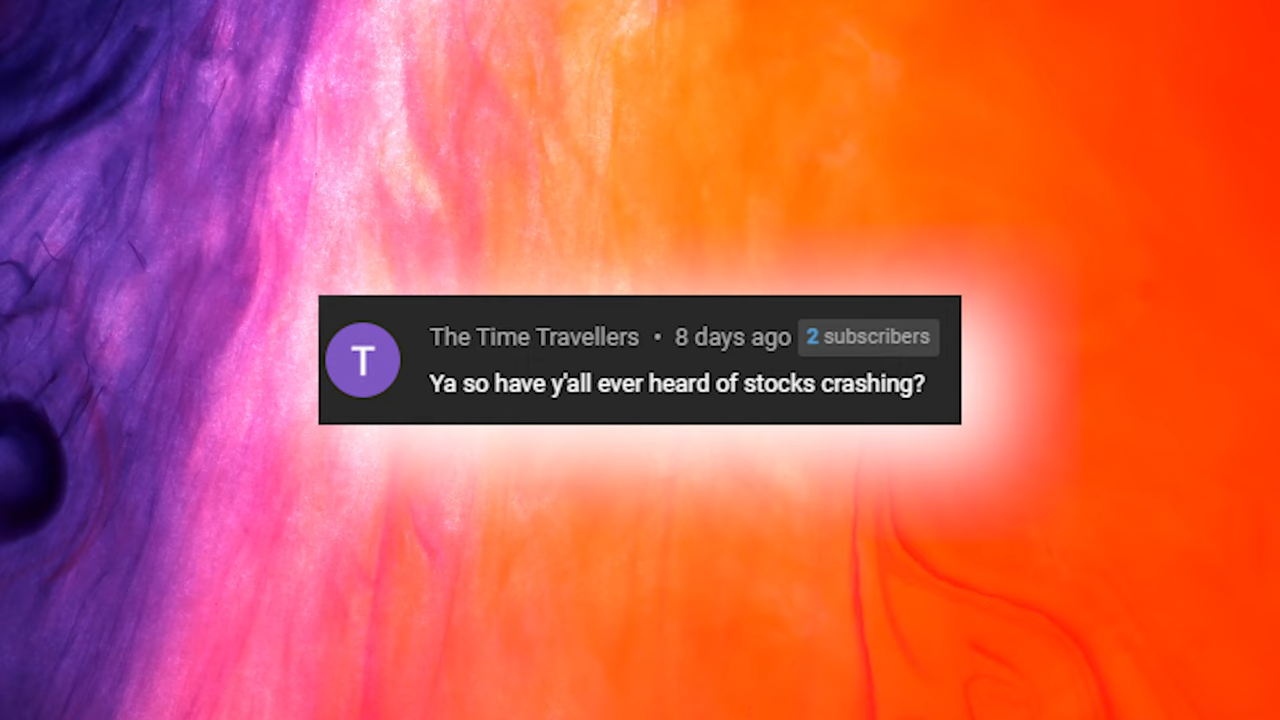 T
The Time Travellers • 8 days ago 2 subscribers
Ya so have y'all ever heard of stocks crashing?